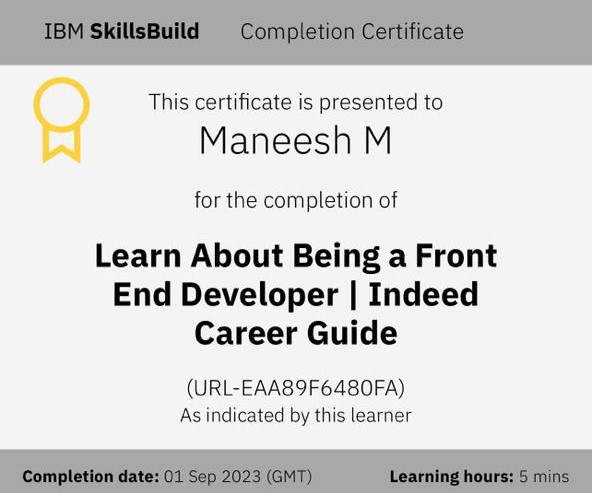 IBM SkillsBuild Completion Certificate
This certificate is presented to
Maneesh M
for the completion of
Learn About Being a Front
End Developer | Indeed
Career Guide
(URL-EAA89F6480FA)
As indicated by this learner
Completion date: 01 Sep 2023 (GMT) Learning hours: 5 mins